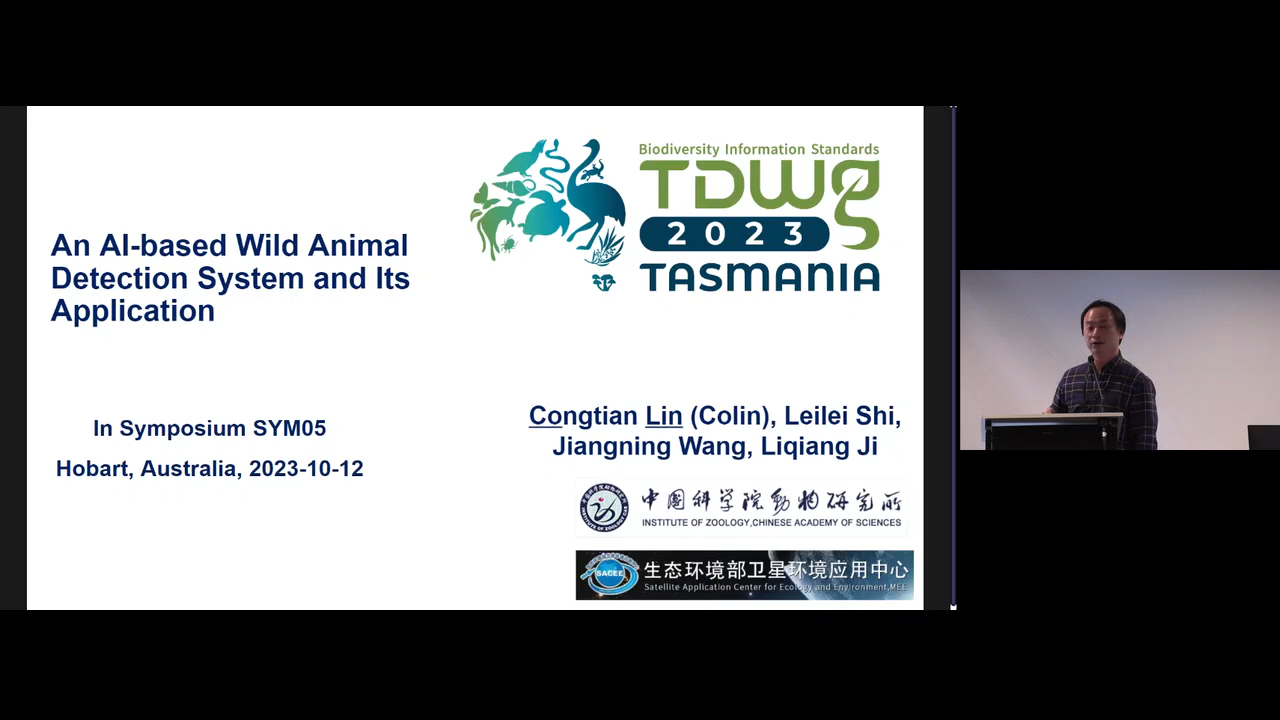 Biodiversity Information Standards
TDWG
2023
TASMANIA
An AI-based Wild Animal
Detection System and Its
Application
In Symposium SYM05
Hobart, Australia, 2023-10-12
Congtian Lin (Colin), Leilei Shi,
Jiangning Wang, Liqiang Ji
中国科学院動物研究所
INSTITUTE OF ZOOLOGY,CHINESE ACADEMY OF SCIENCES
SACEE
生态环境部卫星环境应用中心
Satellite Application Center for Ecology and Environment,MEE